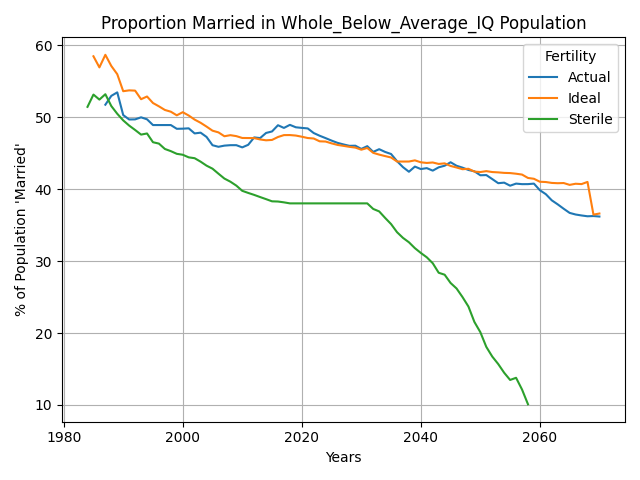 Proportion Married in Whole_Below_Average_IQ Population
% of Population 'Married'
60
50
40
30
20
10
Fertility
Actual
Ideal
Sterile
1980
2000
2020
2040
2060
Years